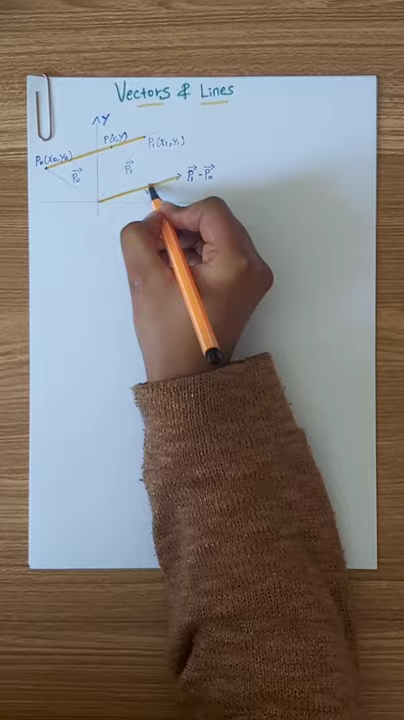 Vectors & Lines
Y
P(x,y)
P₁(x₁,y₁)
P₀(x₀,y₀)
P⃗₁
P⃗₀
P⃗₁ - P⃗₀